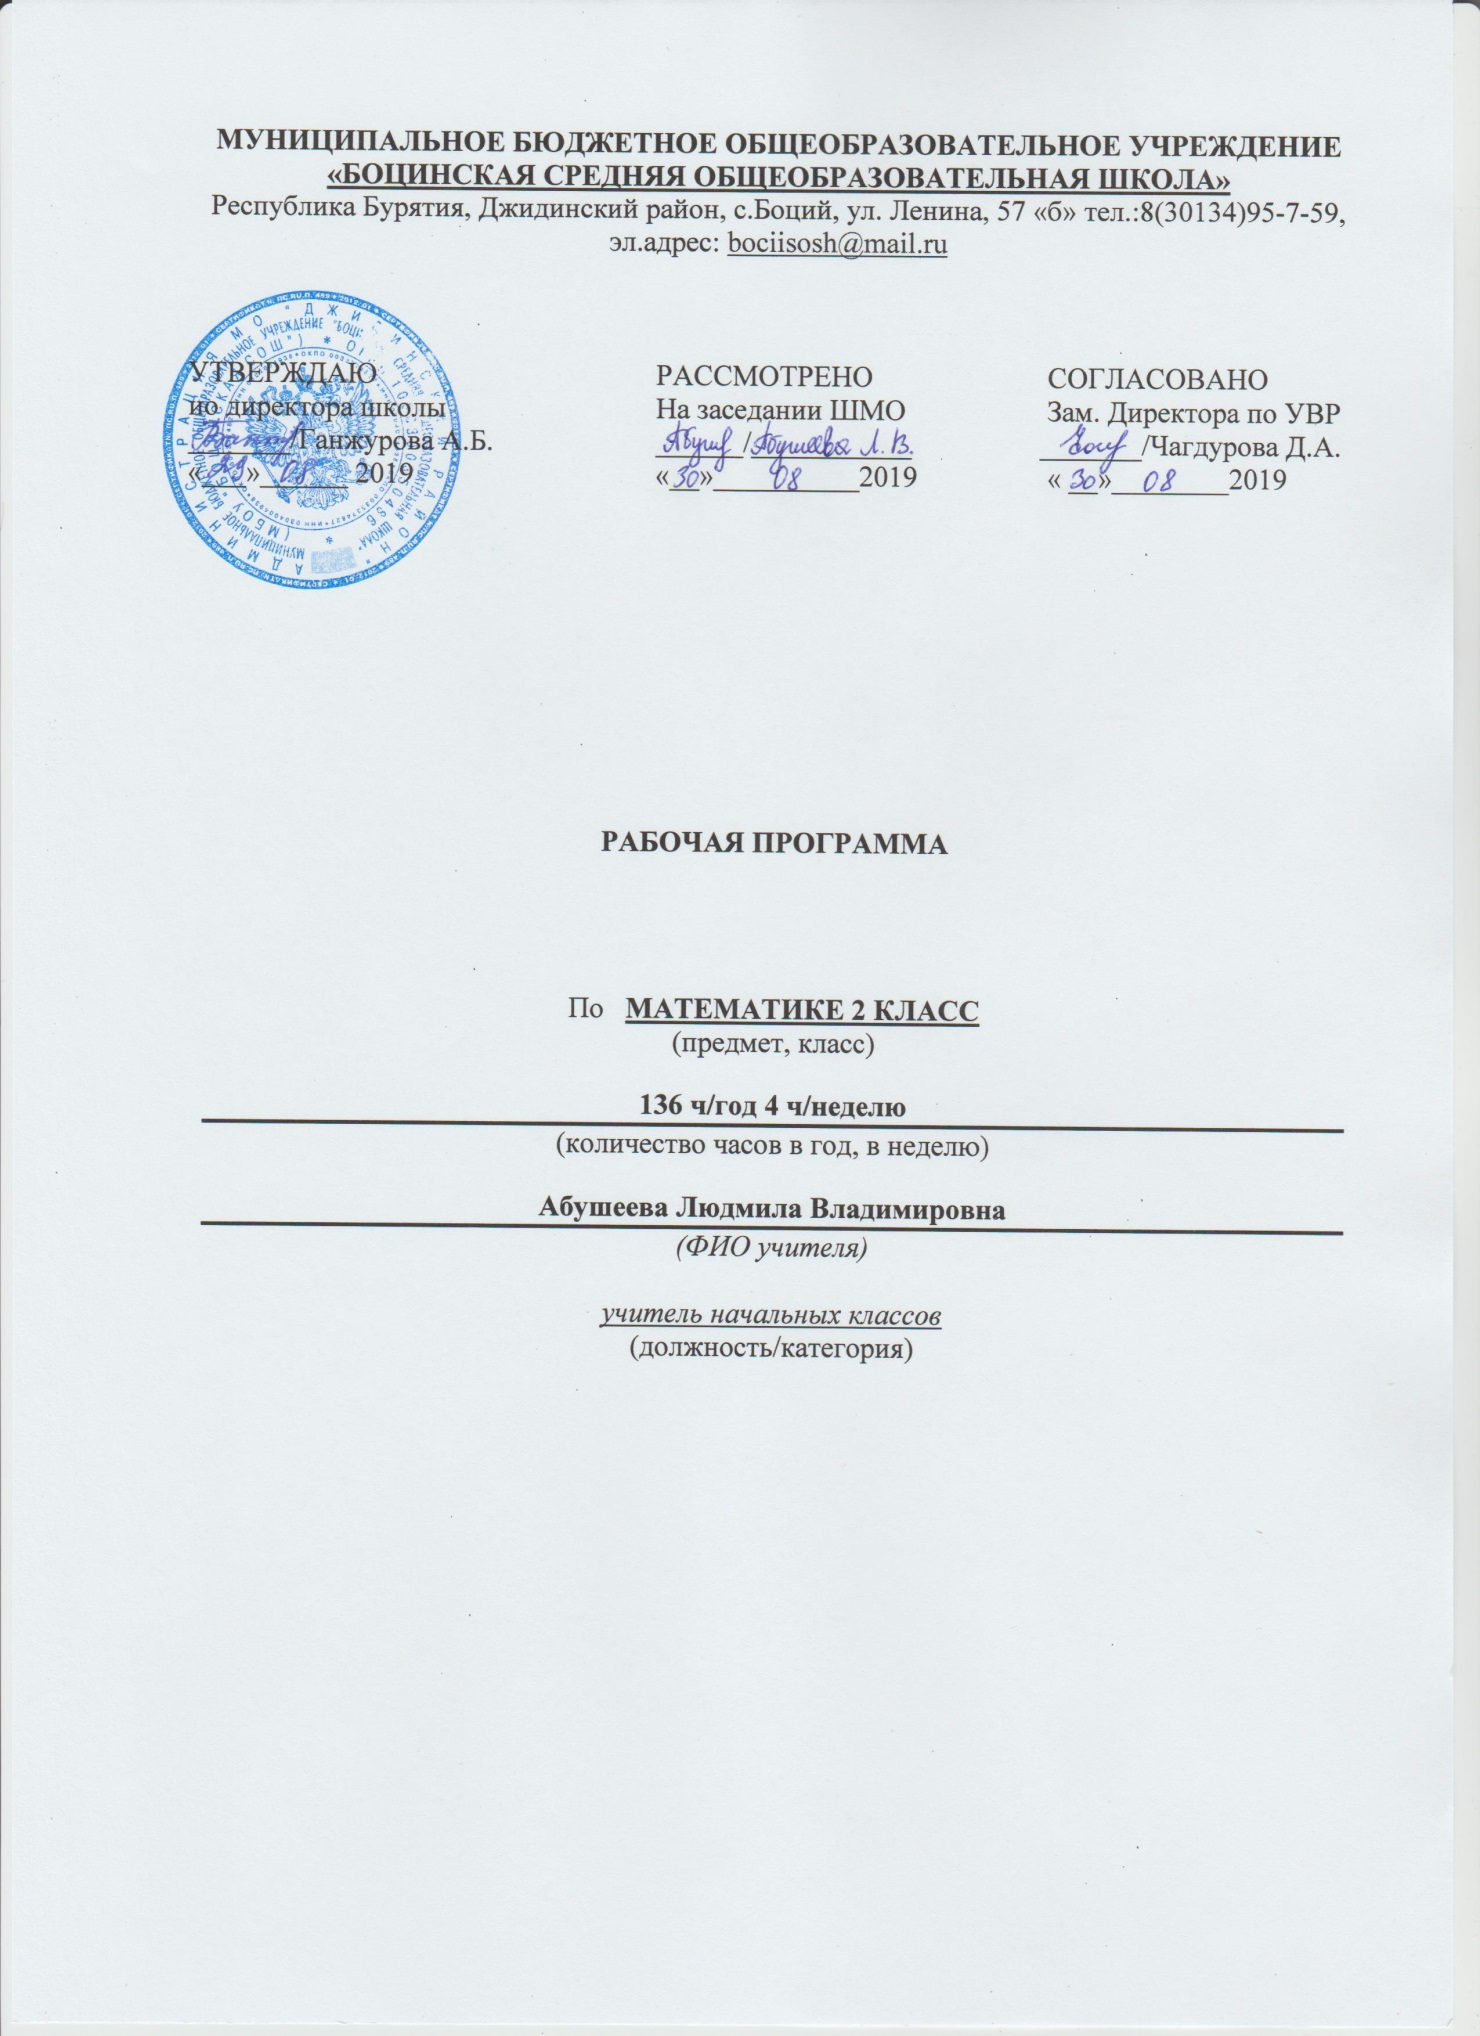 МУНИЦИПАЛЬНОЕ БЮДЖЕТНОЕ ОБЩЕОБРАЗОВАТЕЛЬНОЕ УЧРЕЖДЕНИЕ
«БОЦИНСКАЯ СРЕДНЯЯ ОБЩЕОБРАЗОВАТЕЛЬНАЯ ШКОЛА»
Республика Бурятия, Джидинский район, с.Боций, ул. Ленина, 57 «б» тел.:8(30134)95-7-59,
эл.адрес: bociisosh@mail.ru
УТВЕРЖДАЮ
ио директора школы
/Ганжурова А.Б.
«29» 08 2019
РАССМОТРЕНО
На заседании ШМО
/Абушеева Л.В.
«30» 08 2019
СОГЛАСОВАНО
Зам. Директора по УВР
/Чагдурова Д.А.
«30» 08 2019
РАБОЧАЯ ПРОГРАММА
По МАТЕМАТИКЕ 2 КЛАСС
(предмет, класс)
136 ч/год 4 ч/неделю
(количество часов в год, в неделю)
Абушеева Людмила Владимировна
(ФИО учителя)
учитель начальных классов
(должность/категория)